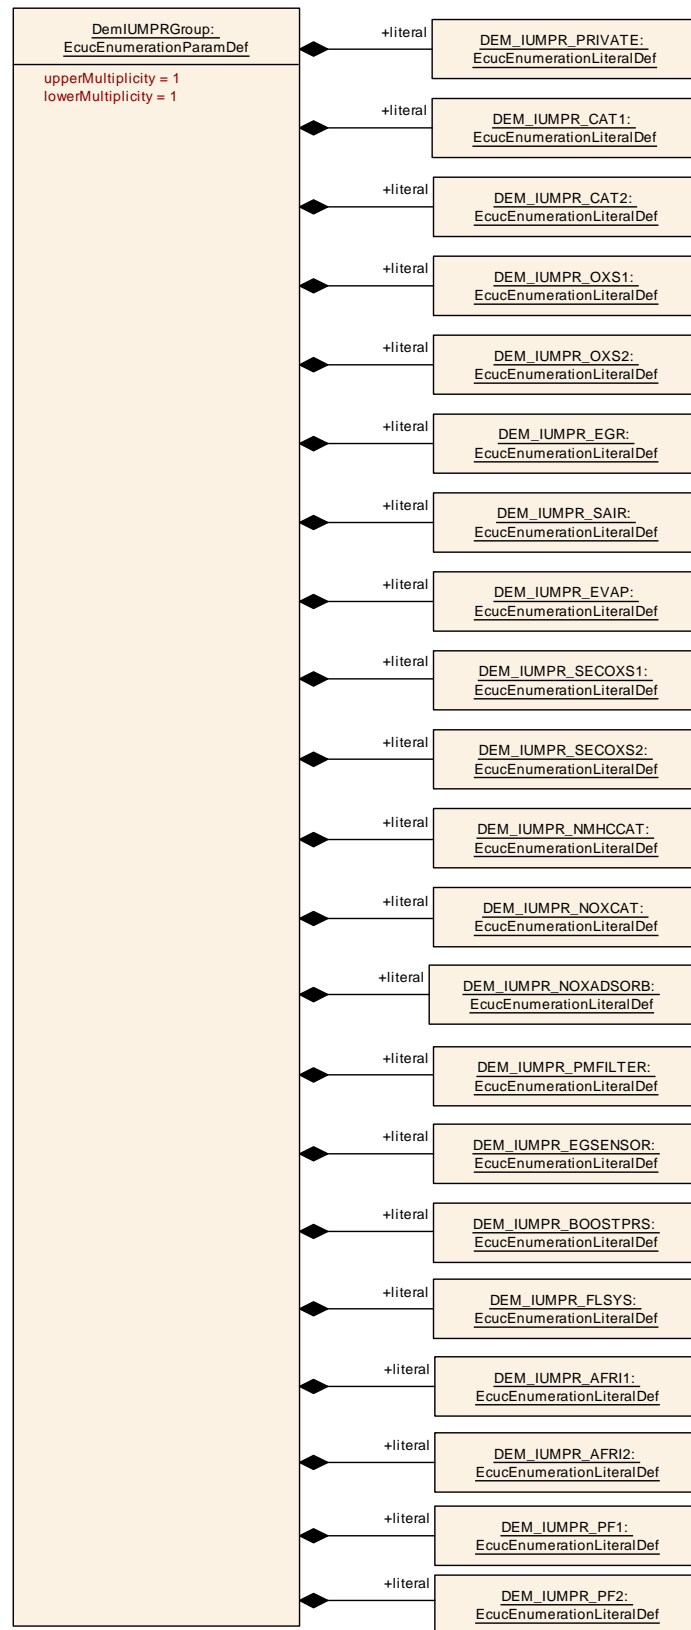 DemIUMPRGroup:
EcucEnumerationParamDef
upperMultiplicity = 1
lowerMultiplicity = 1
+literal
DEM_IUMPR_PRIVATE:
EcucEnumerationLiteralDef
+literal
DEM_IUMPR_CAT1:
EcucEnumerationLiteralDef
+literal
DEM_IUMPR_CAT2:
EcucEnumerationLiteralDef
+literal
DEM_IUMPR_OXS1:
EcucEnumerationLiteralDef
+literal
DEM_IUMPR_OXS2:
EcucEnumerationLiteralDef
+literal
DEM_IUMPR_EGR:
EcucEnumerationLiteralDef
+literal
DEM_IUMPR_SAIR:
EcucEnumerationLiteralDef
+literal
DEM_IUMPR_EVAP:
EcucEnumerationLiteralDef
+literal
DEM_IUMPR_SECOXS1:
EcucEnumerationLiteralDef
+literal
DEM_IUMPR_SECOXS2:
EcucEnumerationLiteralDef
+literal
DEM_IUMPR_NMHCCAT:
EcucEnumerationLiteralDef
+literal
DEM_IUMPR_NOXCAT:
EcucEnumerationLiteralDef
+literal
DEM_IUMPR_NOXADSORB:
EcucEnumerationLiteralDef
+literal
DEM_IUMPR_PMFILTER:
EcucEnumerationLiteralDef
+literal
DEM_IUMPR_EGSENSOR:
EcucEnumerationLiteralDef
+literal
DEM_IUMPR_BOOSTPRS:
EcucEnumerationLiteralDef
+literal
DEM_IUMPR_FLSYS:
EcucEnumerationLiteralDef
+literal
DEM_IUMPR_AFRI1:
EcucEnumerationLiteralDef
+literal
DEM_IUMPR_AFRI2:
EcucEnumerationLiteralDef
+literal
DEM_IUMPR_PF1:
EcucEnumerationLiteralDef
+literal
DEM_IUMPR_PF2:
EcucEnumerationLiteralDef